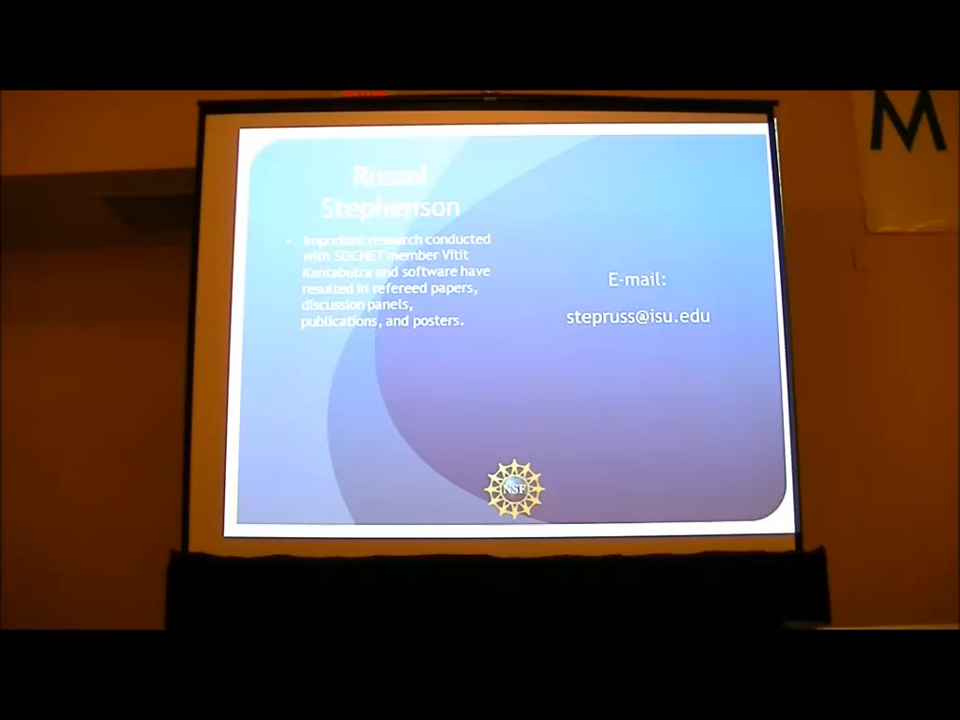 Russel
Stephenson
• Important research conducted
with SOCNET member Vitit
Kantabutra and software have
resulted in refereed papers,
discussion panels,
publications, and posters.
E-mail:
stepruss@isu.edu
NSF
M